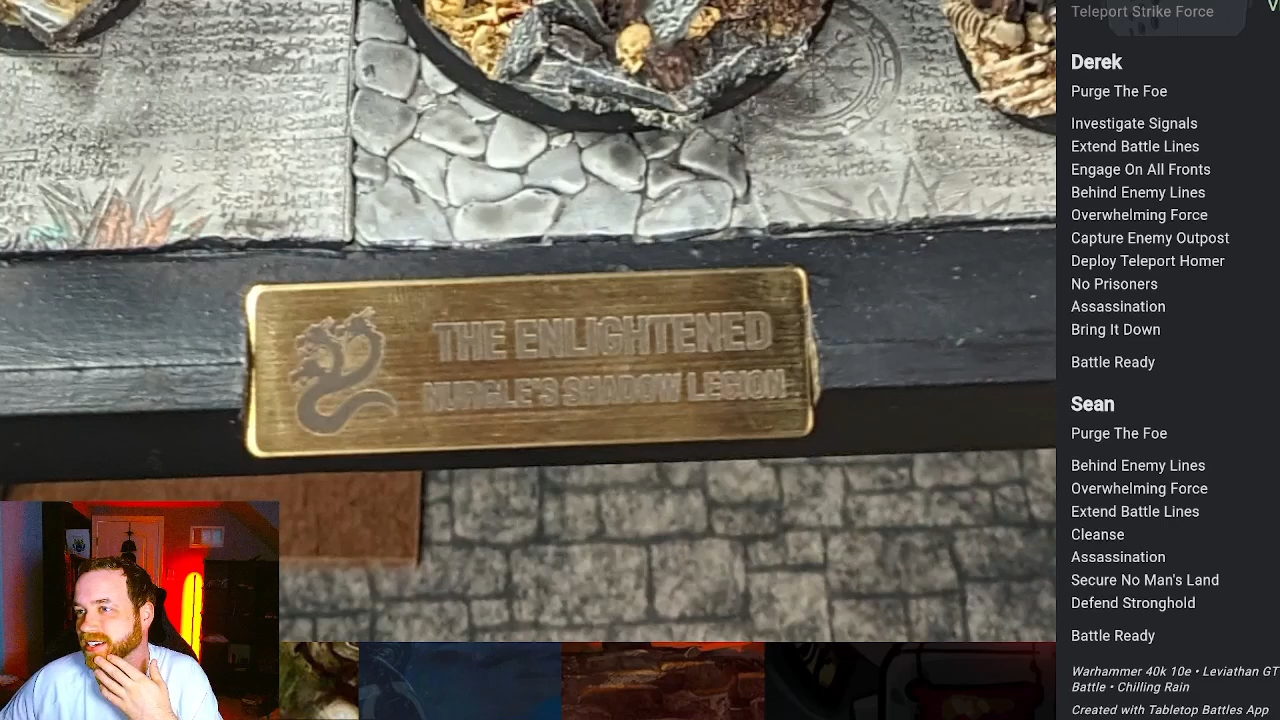 THE ENLIGHTENED
NURGLE'S SHADOW LEGION
Teleport Strike Force
Derek
Purge The Foe
Investigate Signals
Extend Battle Lines
Engage On All Fronts
Behind Enemy Lines
Overwhelming Force
Capture Enemy Outpost
Deploy Teleport Homer
No Prisoners
Assassination
Bring It Down
Battle Ready
Sean
Purge The Foe
Behind Enemy Lines
Overwhelming Force
Extend Battle Lines
Cleanse
Assassination
Secure No Man's Land
Defend Stronghold
Battle Ready
Warhammer 40k 10e • Leviathan GT
Battle • Chilling Rain
Created with Tabletop Battles App